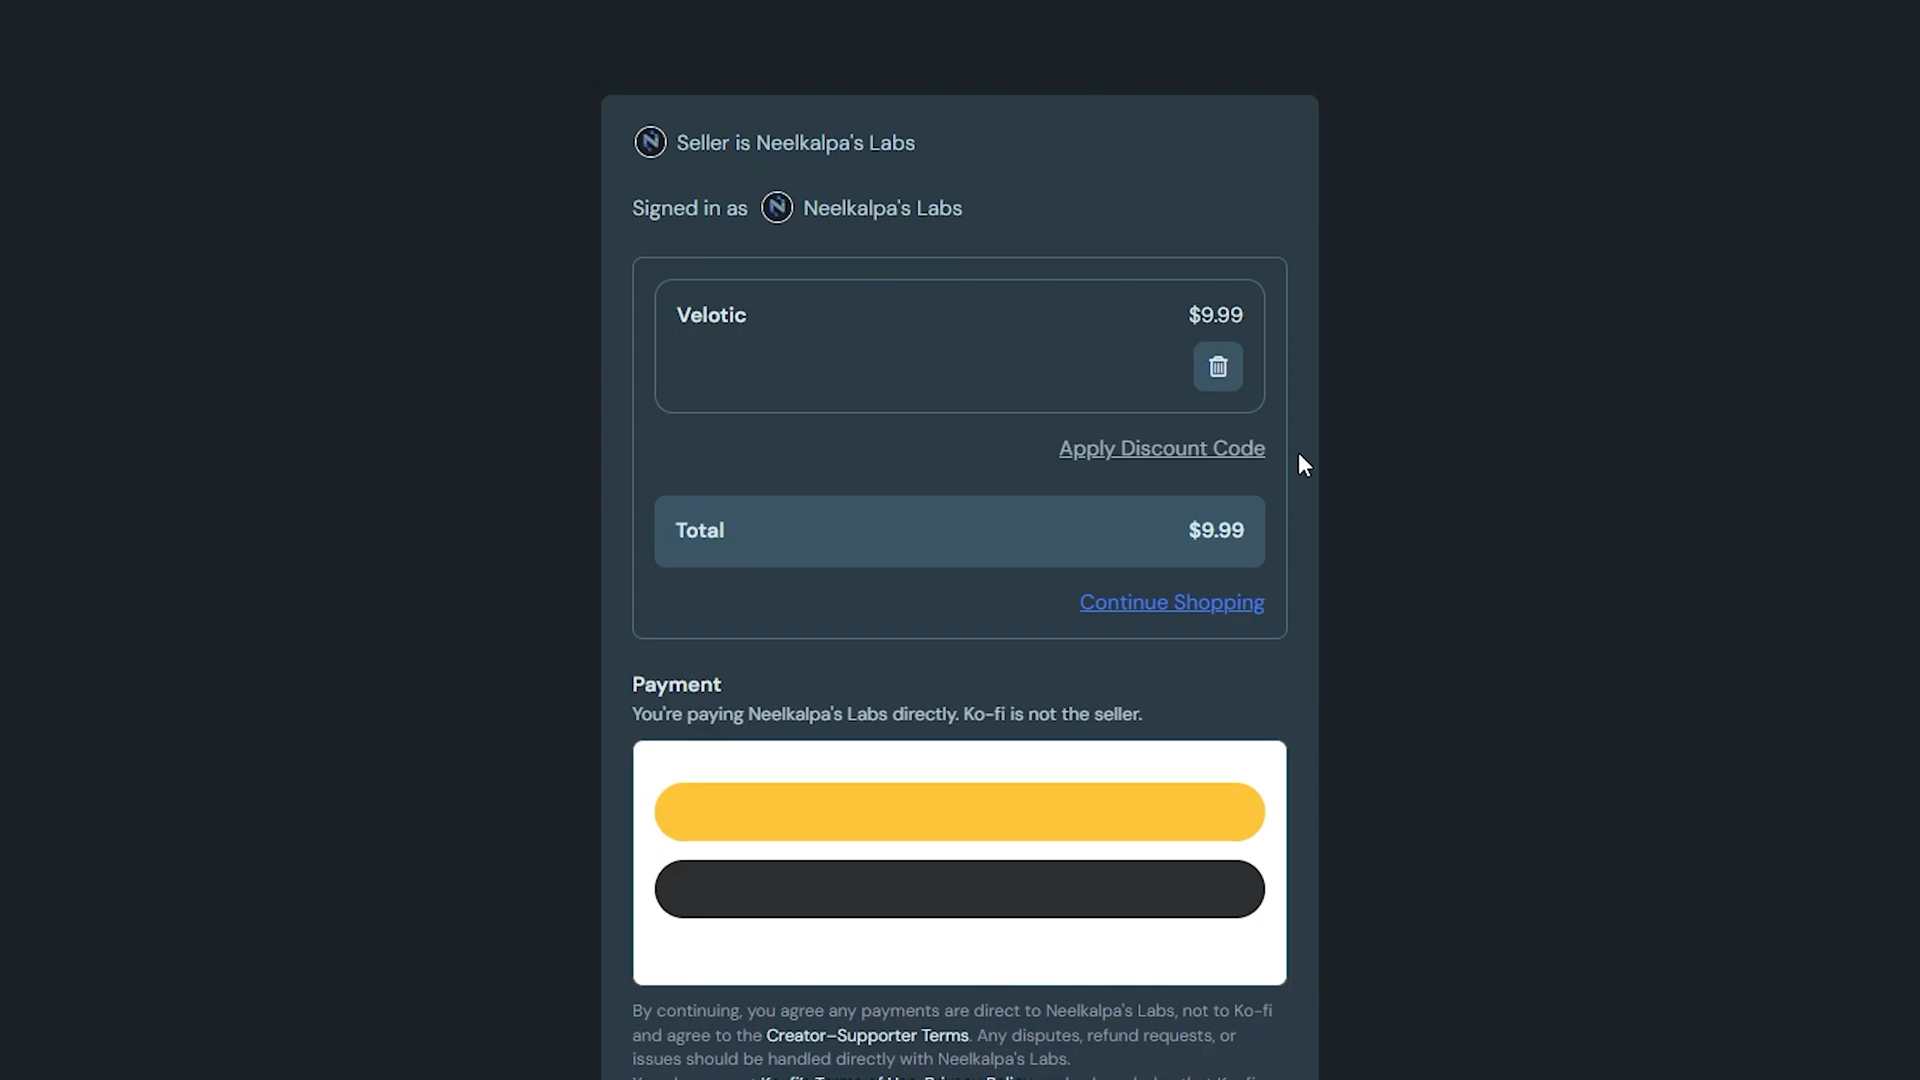 Seller is Neelkalpa's Labs
Signed in as Neelkalpa's Labs
Velotic $9.99
Apply Discount Code
Total $9.99
Continue Shopping
Payment
You're paying Neelkalpa's Labs directly. Ko-fi is not the seller.
By continuing, you agree any payments are direct to Neelkalpa's Labs, not to Ko-fi
and agree to the Creator–Supporter Terms. Any disputes, refund requests, or
issues should be handled directly with Neelkalpa's Labs.